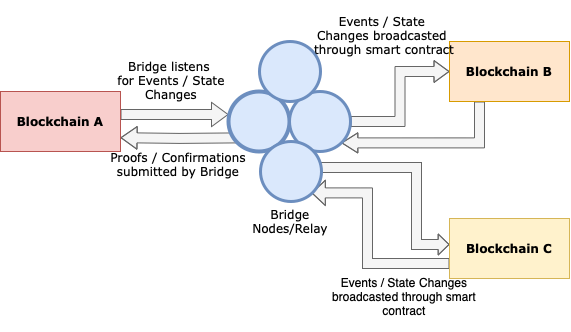 Events / State
Changes broadcasted
through smart contract
Bridge listens
for Events / State
Changes
Blockchain B
Blockchain A
Proofs / Confirmations
submitted by Bridge
Bridge
Nodes/Relay
Blockchain C
Events / State Changes
broadcasted through smart
contract